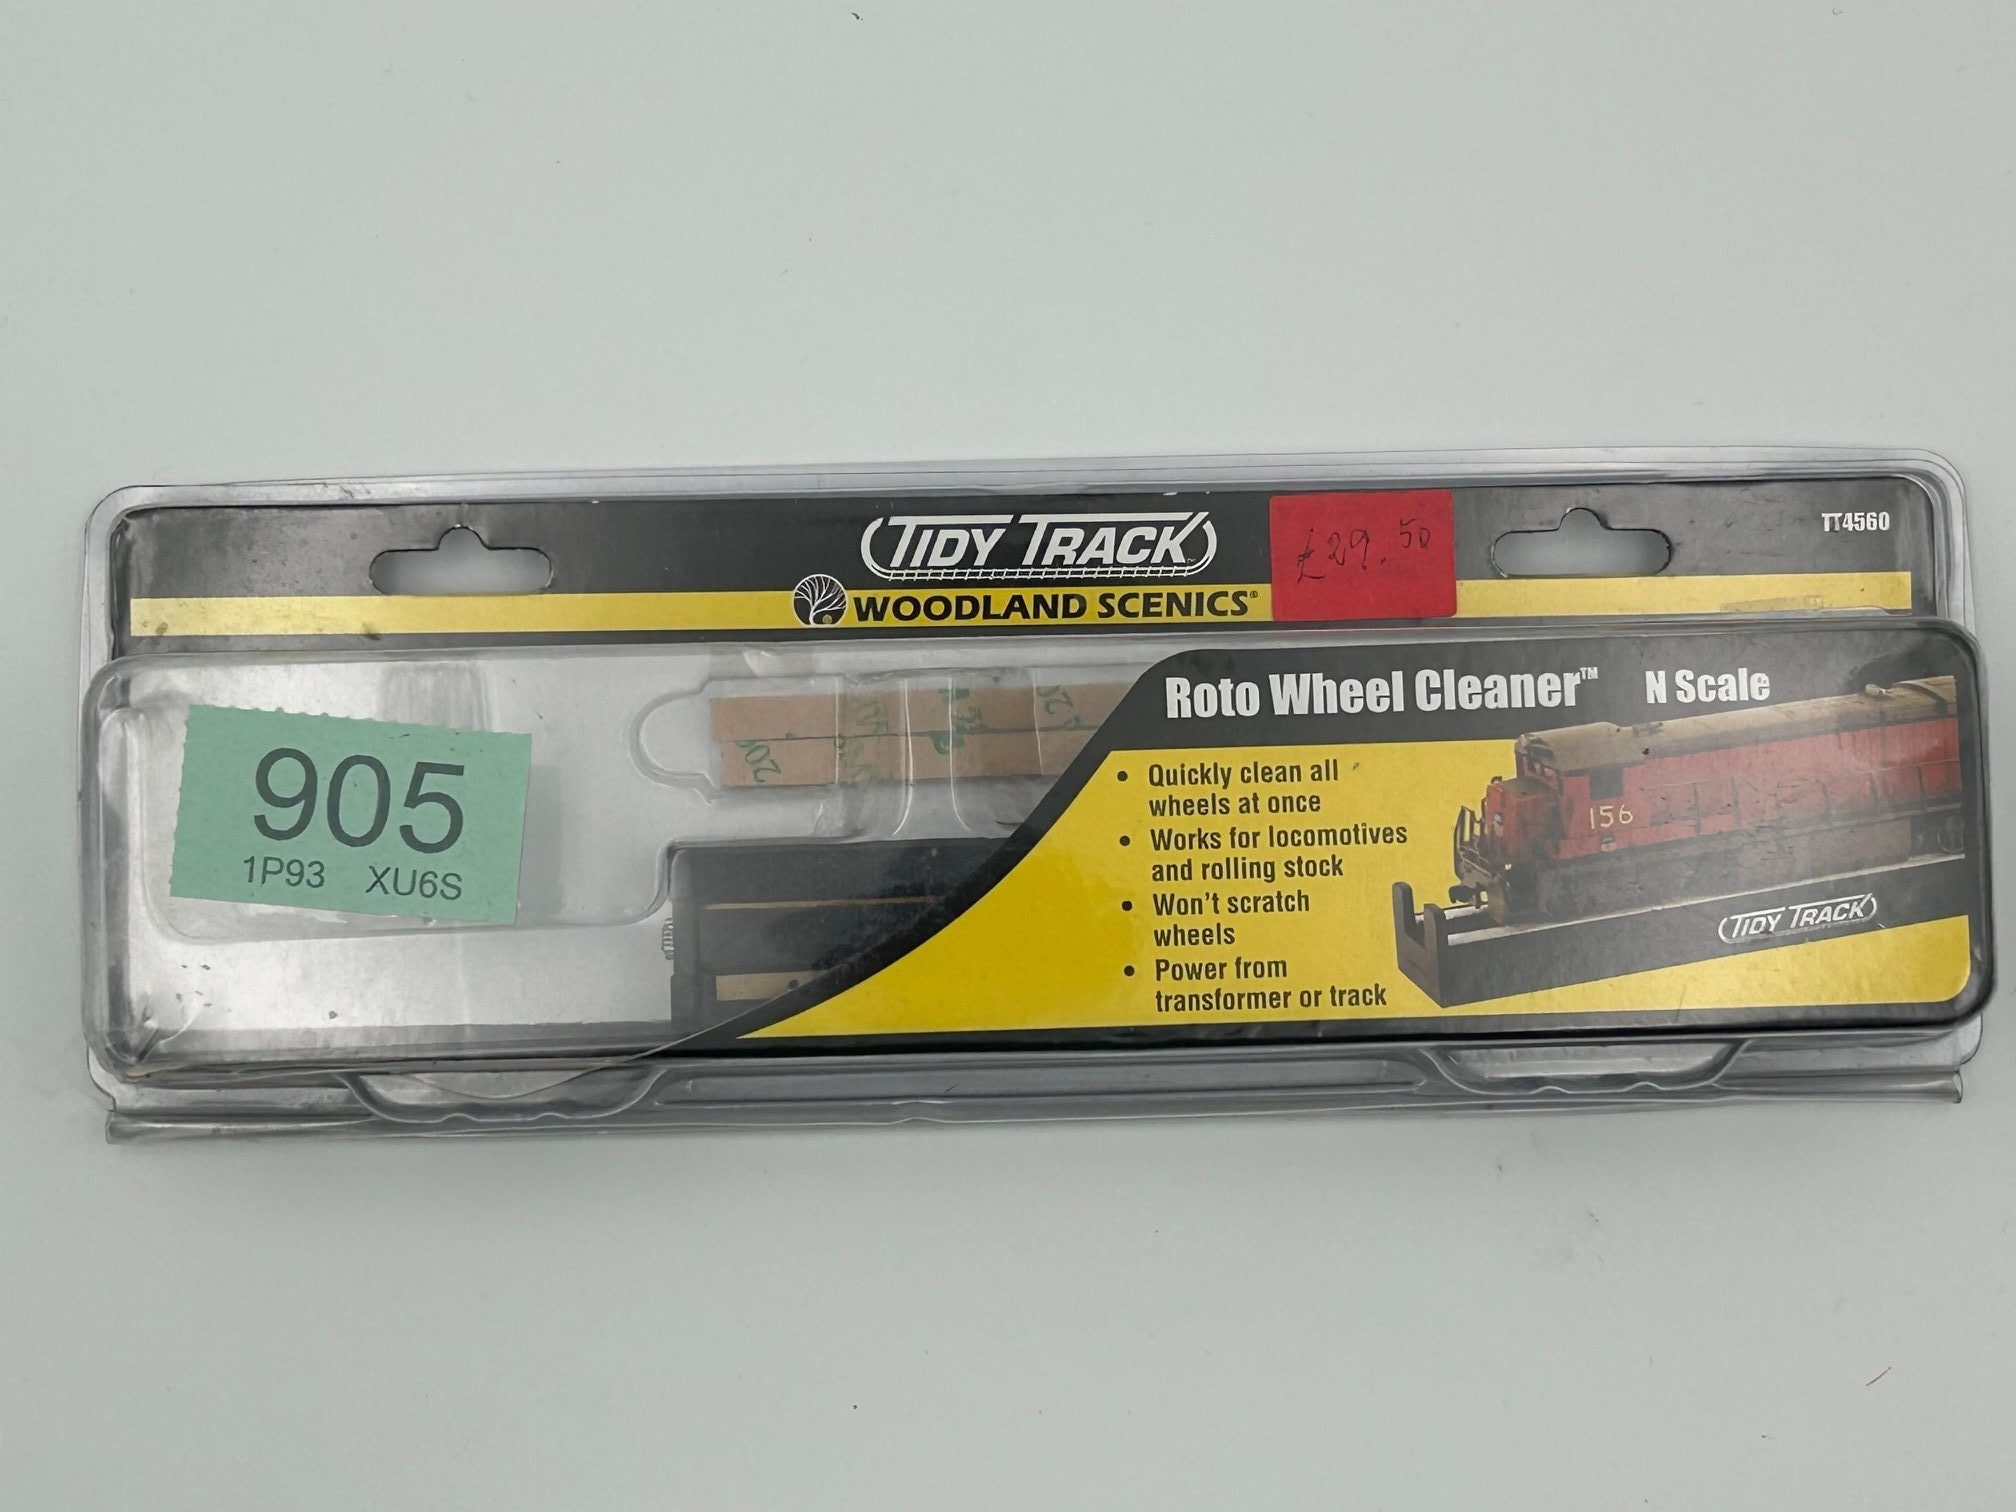 TIDY TRACK
£29.50
TT4560
WOODLAND SCENICS®
Roto Wheel Cleaner™ N Scale
905
1P93 XU6S
• Quickly clean all
wheels at once
• Works for locomotives
and rolling stock
• Won't scratch
wheels
• Power from
transformer or track
156
TIDY TRACK